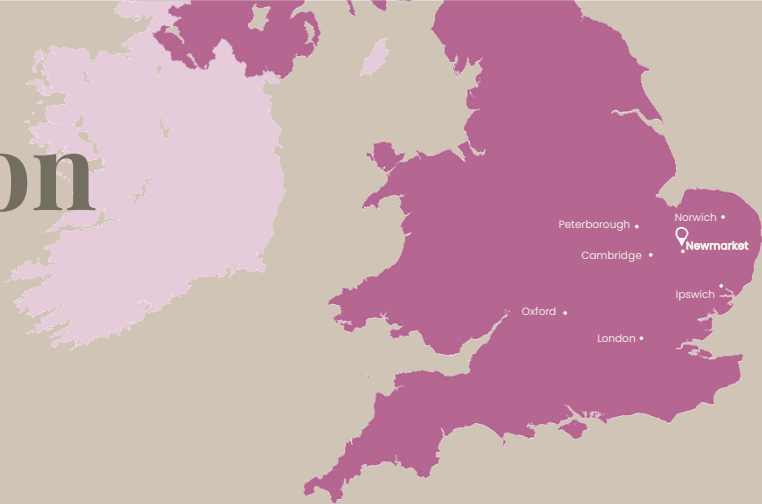 on
Norwich
Peterborough
Newmarket
Cambridge
Ipswich
Oxford
London